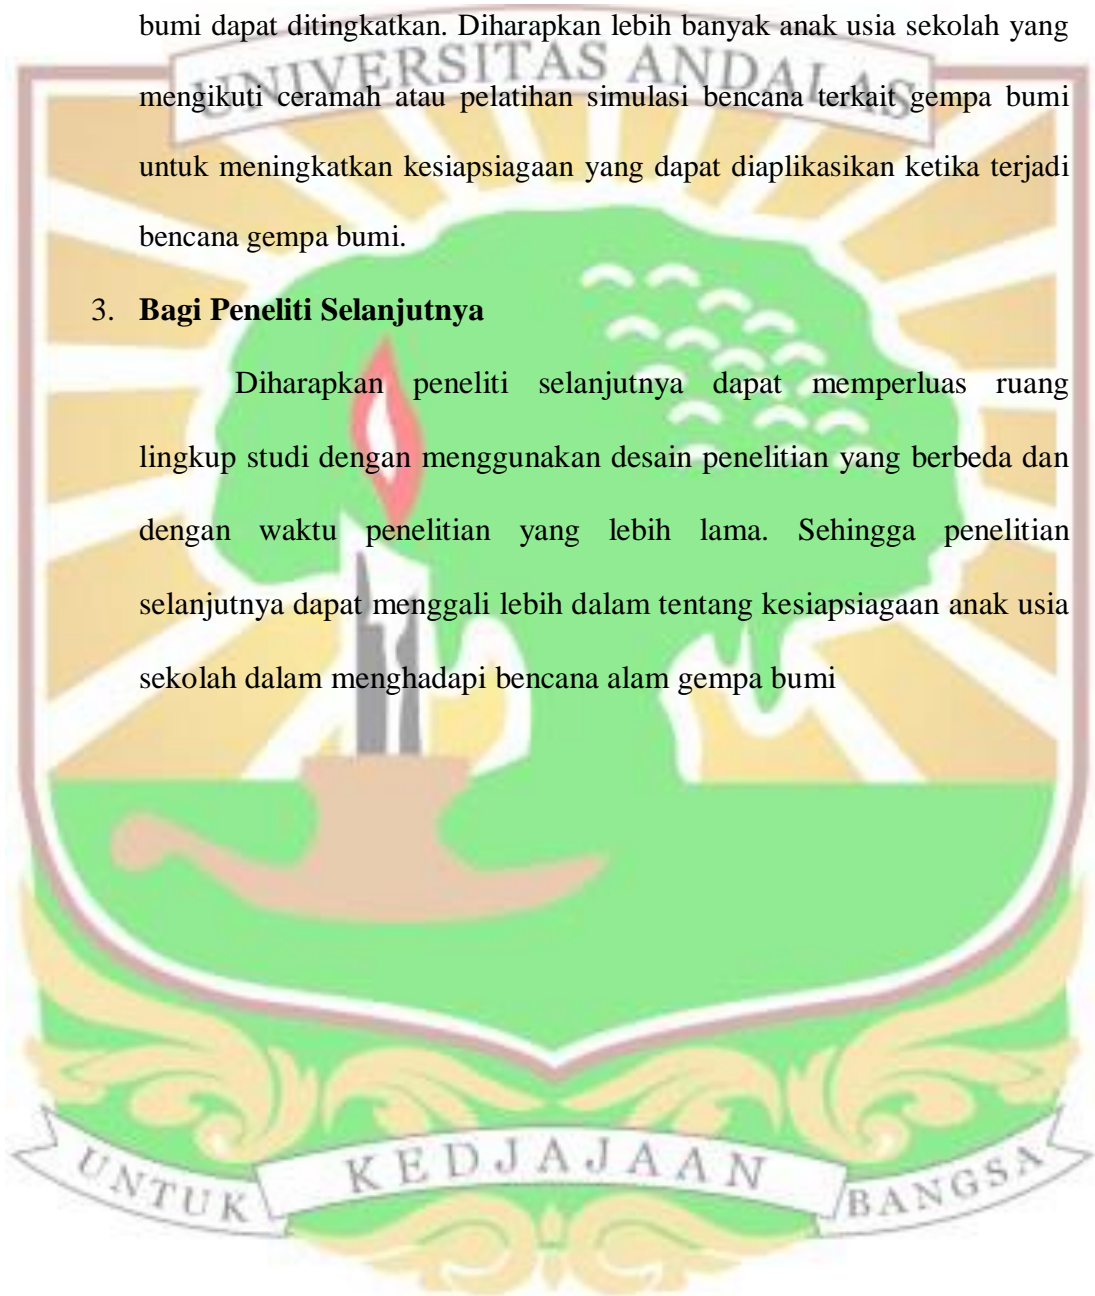 bumi dapat ditingkatkan. Diharapkan lebih banyak anak usia sekolah yang
UNIVERSITAS ANDALAS
mengikuti ceramah atau pelatihan simulasi bencana terkait gempa bumi
untuk meningkatkan kesiapsiagaan yang dapat diaplikasikan ketika terjadi
bencana gempa bumi.
3. Bagi Peneliti Selanjutnya
Diharapkan peneliti selanjutnya dapat memperluas ruang
lingkup studi dengan menggunakan desain penelitian yang berbeda dan
dengan waktu penelitian yang lebih lama. Sehingga penelitian
selanjutnya dapat menggali lebih dalam tentang kesiapsiagaan anak usia
sekolah dalam menghadapi bencana alam gempa bumi
UNTUK KEDJAJAAN BANGSA